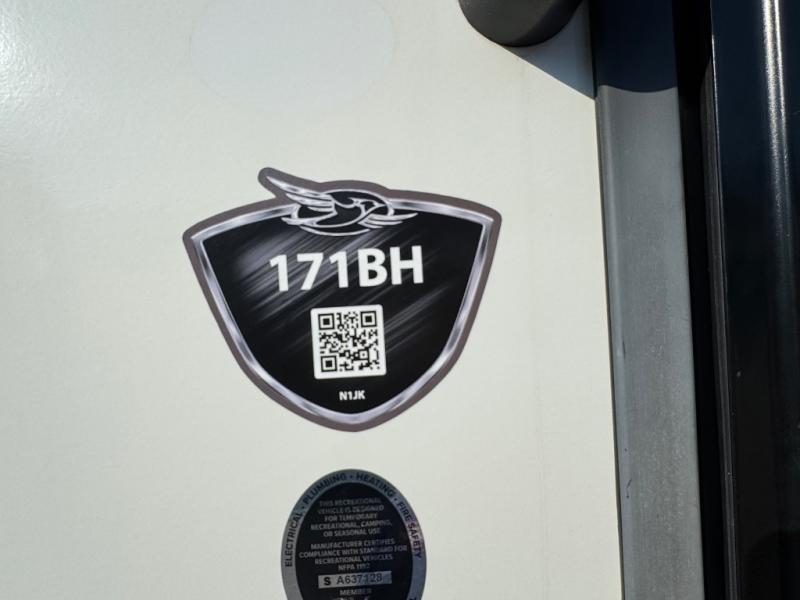 171BH
N1JK
ELECTRICAL • PLUMBING • HEATING • FIRE SAFETY
THIS RECREATIONAL
VEHICLE IS DESIGNED
FOR TEMPORARY
RECREATIONAL, CAMPING,
OR SEASONAL USE
MANUFACTURER CERTIFIES
COMPLIANCE WITH STANDARD FOR
RECREATIONAL VEHICLES
NFPA 1192
S A637128
MEMBER